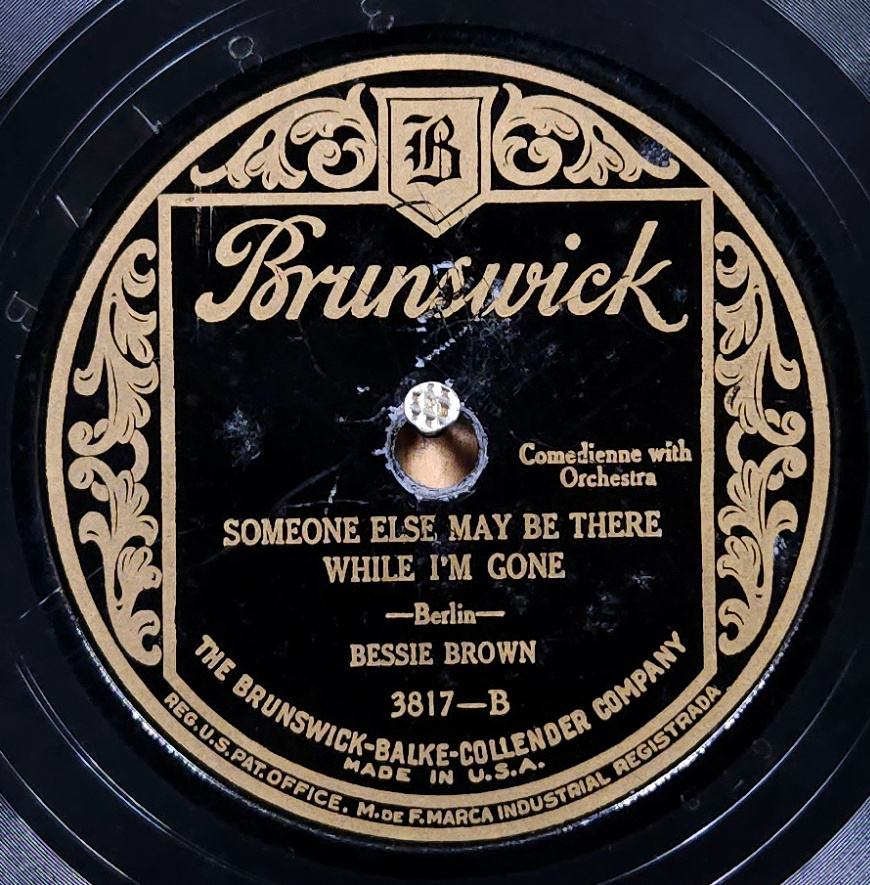 B
Brunswick
Comedienne with
Orchestra
SOMEONE ELSE MAY BE THERE
WHILE I'M GONE
—Berlin—
BESSIE BROWN
3817—B
THE BRUNSWICK-BALKE-COLLENDER COMPANY
MADE IN U.S.A.
REG. U.S. PAT. OFFICE. M. DE F. MARCA INDUSTRIAL REGISTRADA